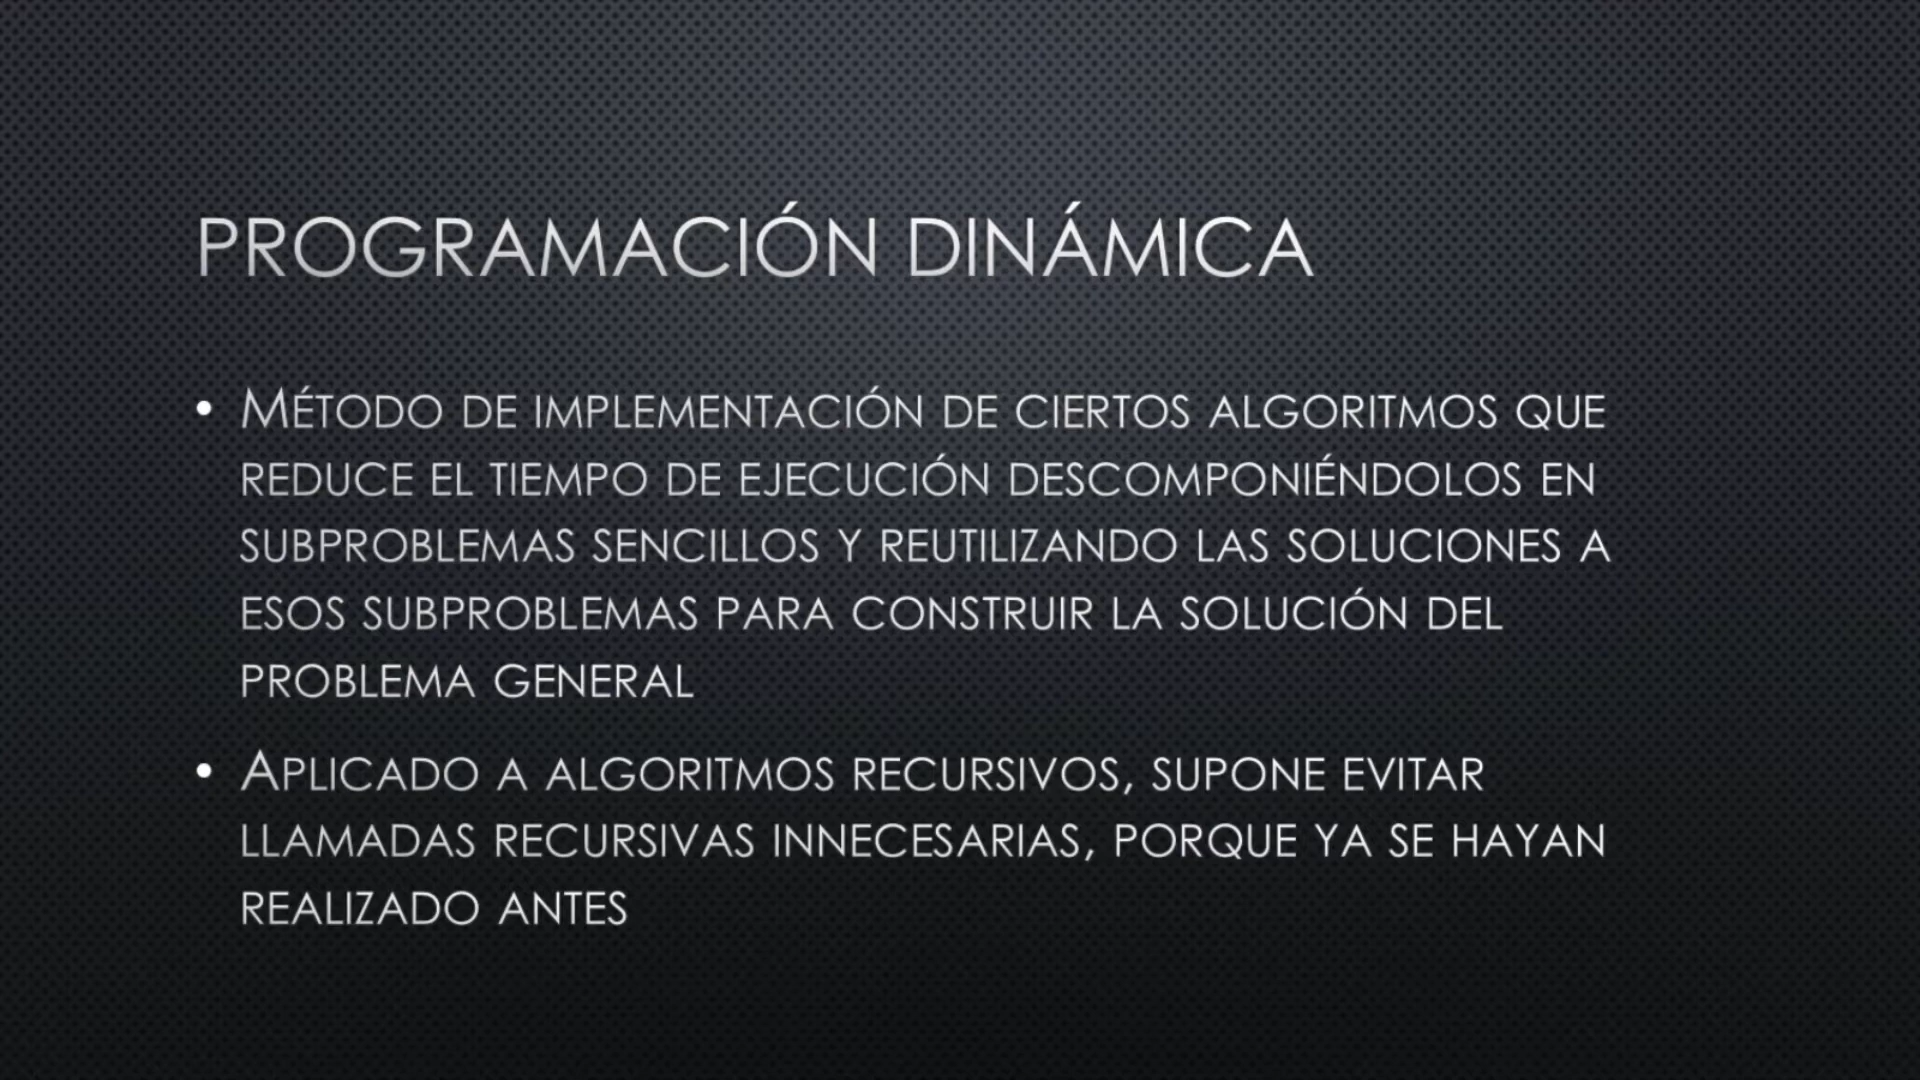 PROGRAMACIÓN DINÁMICA
• MÉTODO DE IMPLEMENTACIÓN DE CIERTOS ALGORITMOS QUE
REDUCE EL TIEMPO DE EJECUCIÓN DESCOMPONIÉNDOLOS EN
SUBPROBLEMAS SENCILLOS Y REUTILIZANDO LAS SOLUCIONES A
ESOS SUBPROBLEMAS PARA CONSTRUIR LA SOLUCIÓN DEL
PROBLEMA GENERAL
• APLICADO A ALGORITMOS RECURSIVOS, SUPONE EVITAR
LLAMADAS RECURSIVAS INNECESARIAS, PORQUE YA SE HAYAN
REALIZADO ANTES